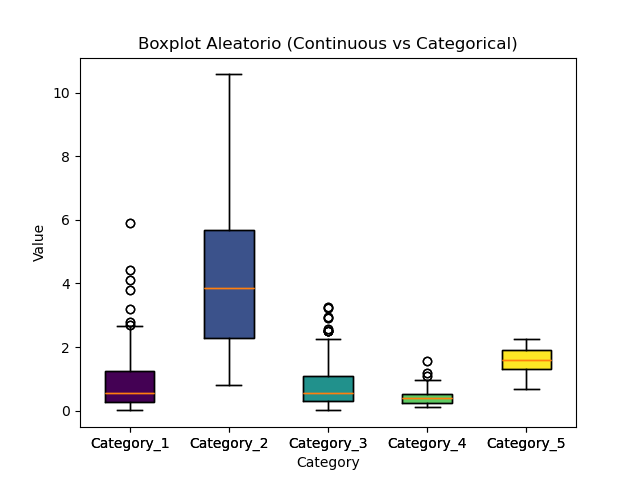 Boxplot Aleatorio (Continuous vs Categorical)
10
8
6
4
2
0
Value
Category_1 Category_2 Category_3 Category_4 Category_5
Category